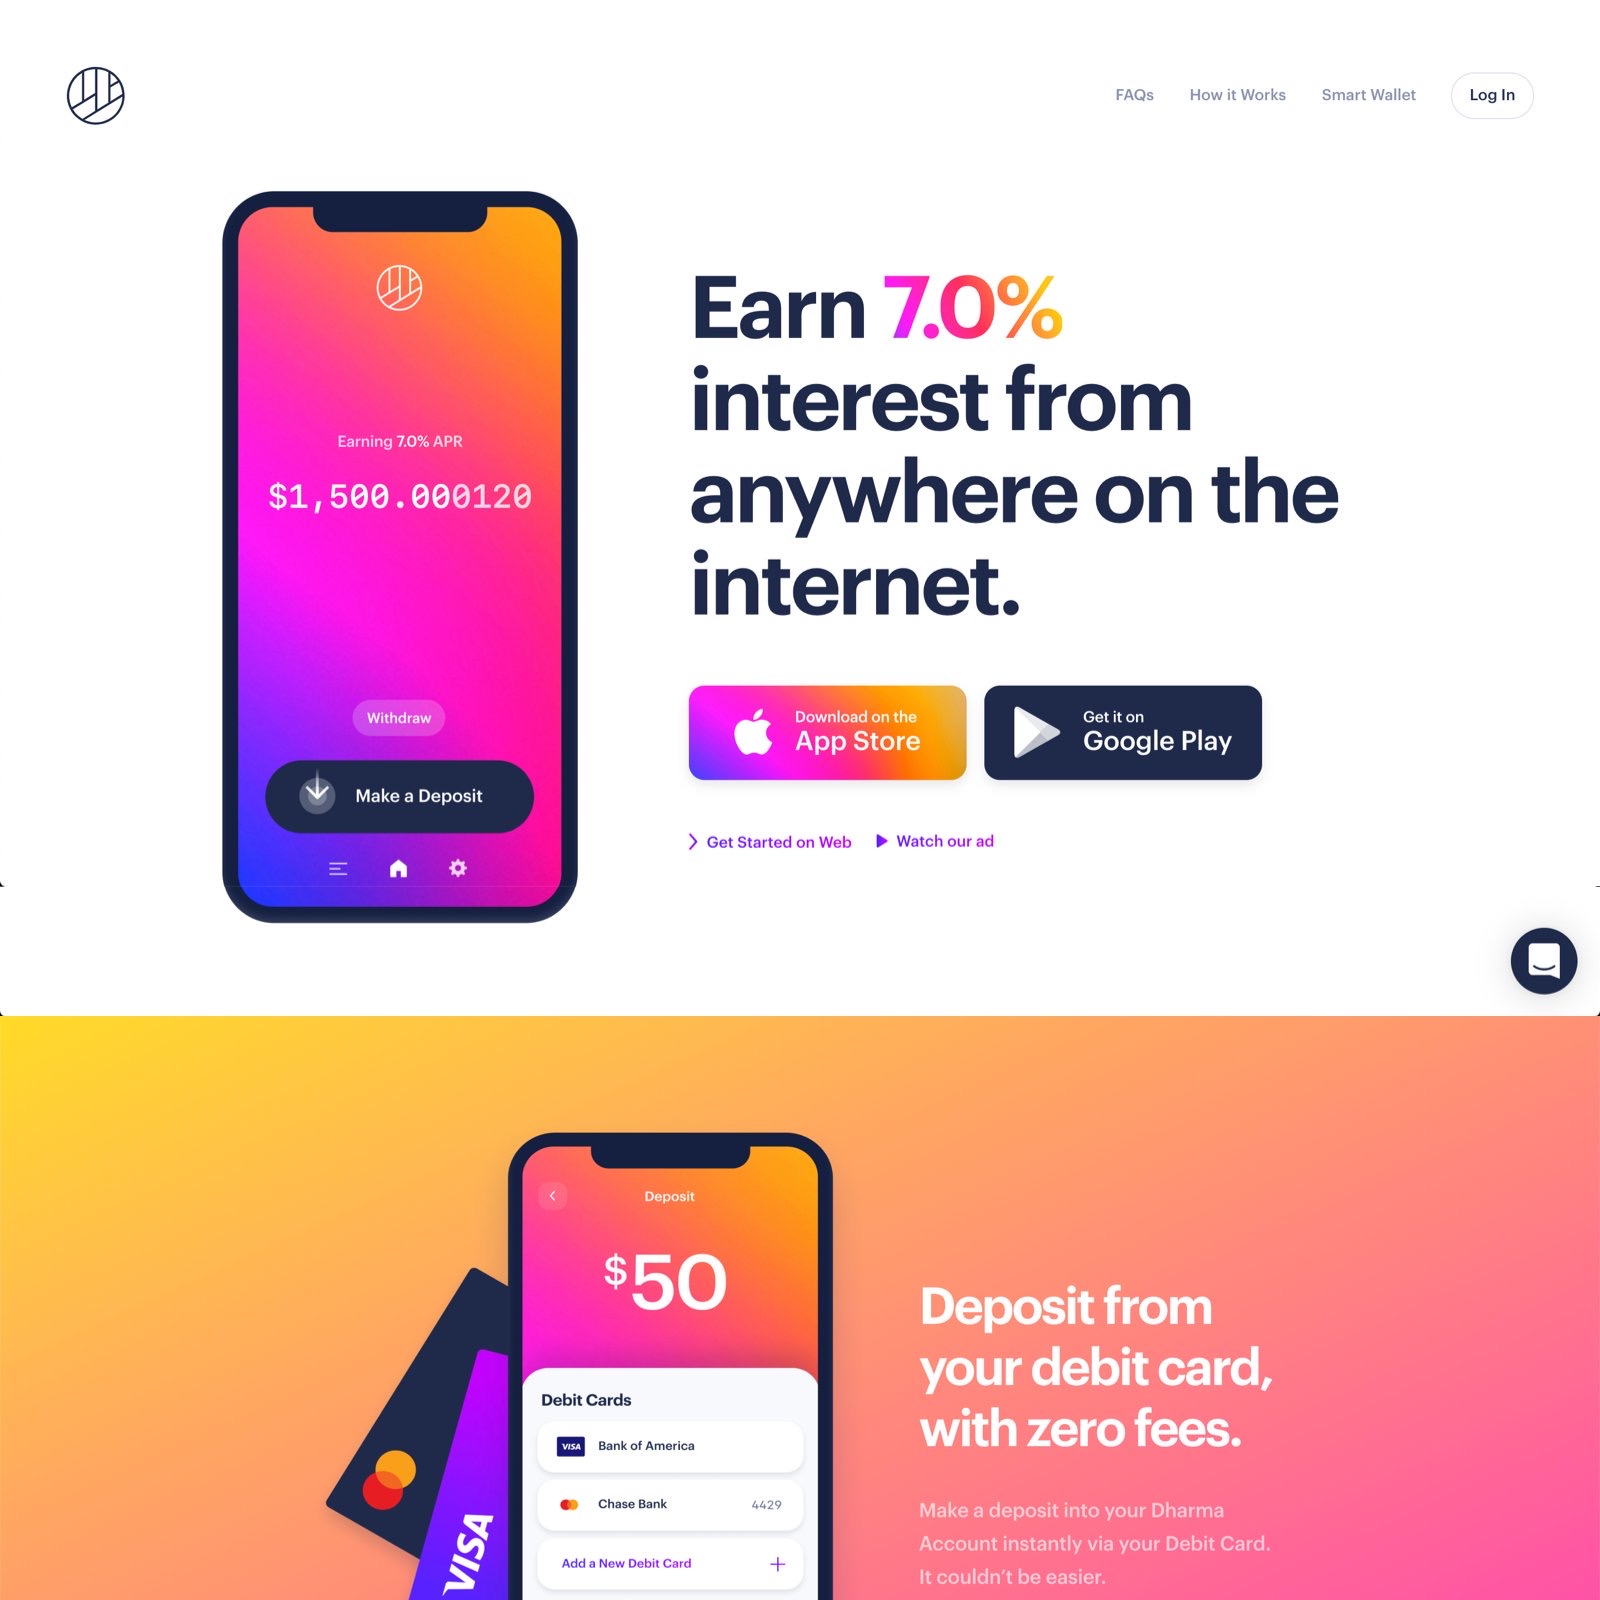 FAQs
How it Works
Smart Wallet
Log In
Earning 7.0% APR
$1,500.000120
Withdraw
Make a Deposit
Earn 7.0%
interest from
anywhere on the
internet.
Download on the
App Store
Get it on
Google Play
Get Started on Web
Watch our ad
Deposit
$50
Debit Cards
VISA Bank of America
Chase Bank 4429
Add a New Debit Card
VISA
Deposit from
your debit card,
with zero fees.
Make a deposit into your Dharma
Account instantly via your Debit Card.
It couldn’t be easier.